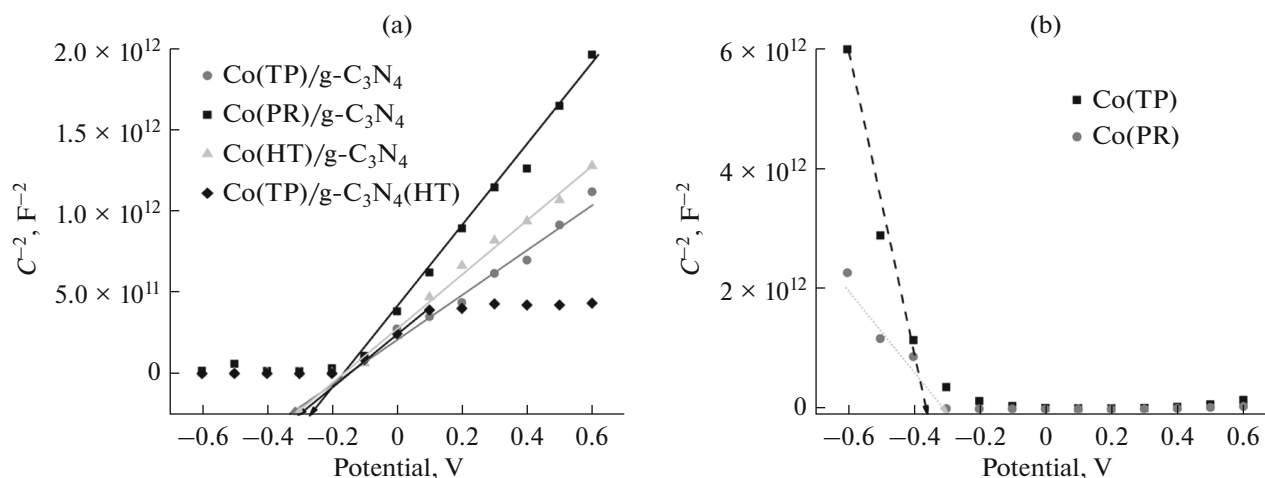 (a)
2.0 × 10¹²
1.5 × 10¹²
1.0 × 10¹²
5.0 × 10¹¹
0
C⁻², F⁻²
Co(TP)/g-C₃N₄
Co(PR)/g-C₃N₄
Co(HT)/g-C₃N₄
Co(TP)/g-C₃N₄(HT)
−0.6 −0.4 −0.2 0 0.2 0.4 0.6
Potential, V
(b)
6 × 10¹²
4 × 10¹²
2 × 10¹²
0
C⁻², F⁻²
Co(TP)
Co(PR)
−0.6 −0.4 −0.2 0 0.2 0.4 0.6
Potential, V